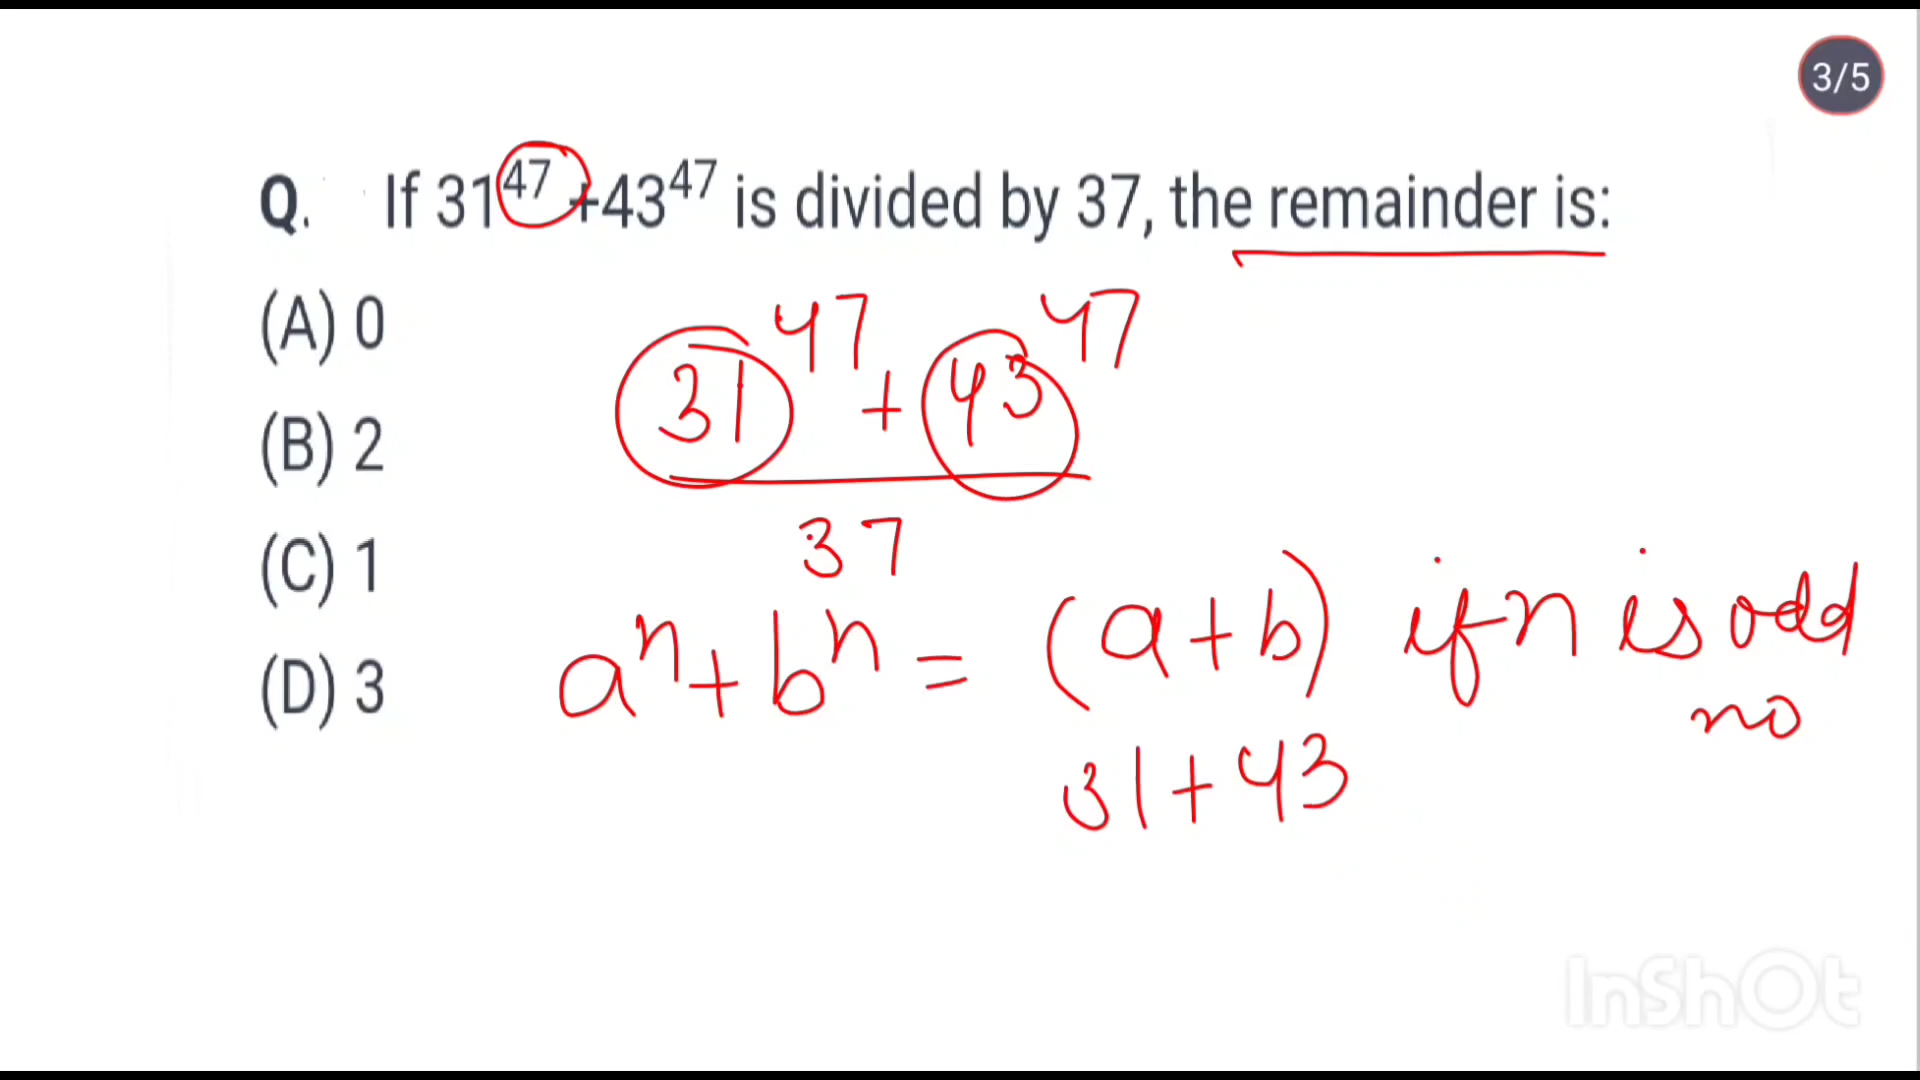 3/5
Q. If 31^47+43^47 is divided by 37, the remainder is:
(A) 0
(B) 2
(C) 1
(D) 3
31^47 + 43^47
37
a^n + b^n = (a+b) if n is odd
no
31+43
InShOt